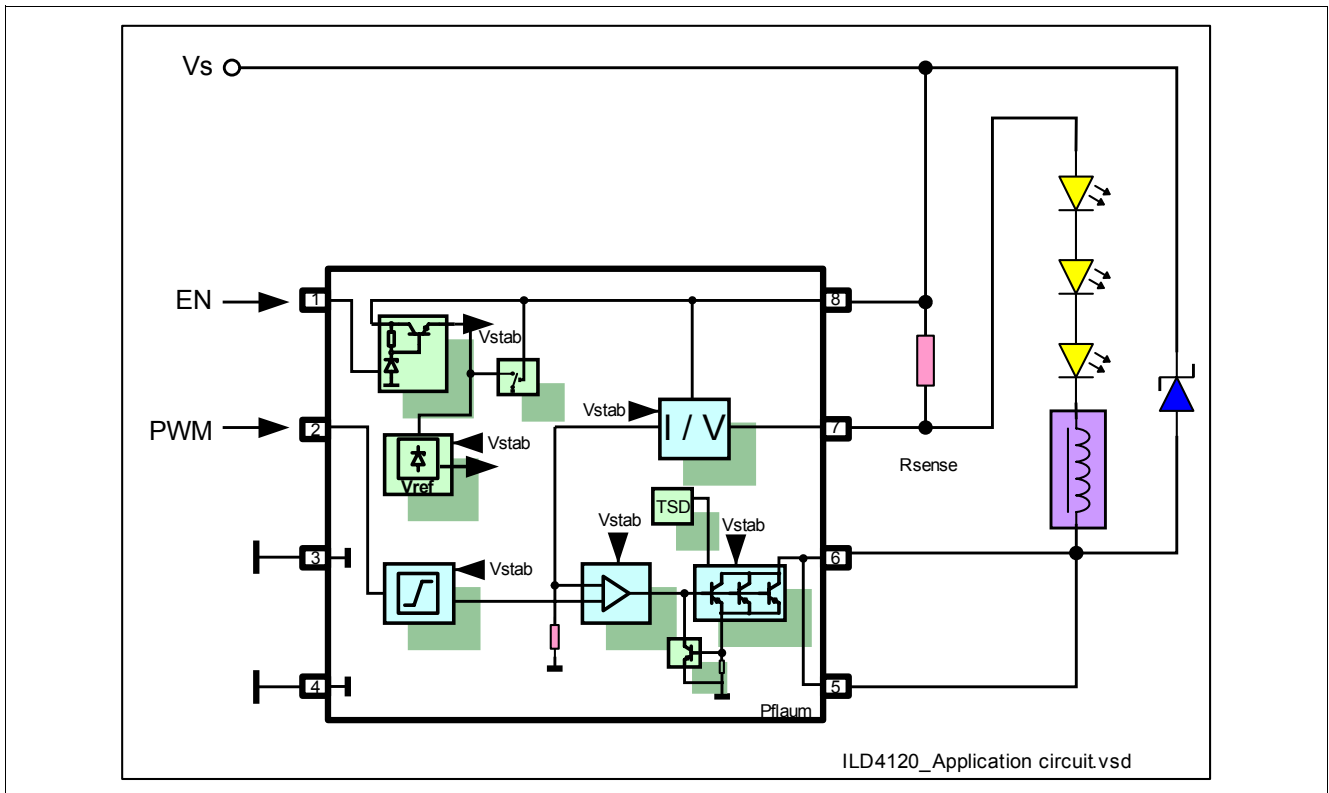 Vs
EN
1
8
Vstab
Vstab
I / V
PWM
2
7
Vstab
Rsense
Vref
TSD
Vstab
Vstab
3
6
Vstab
4
5
Pflaum
ILD4120_Application circuit.vsd